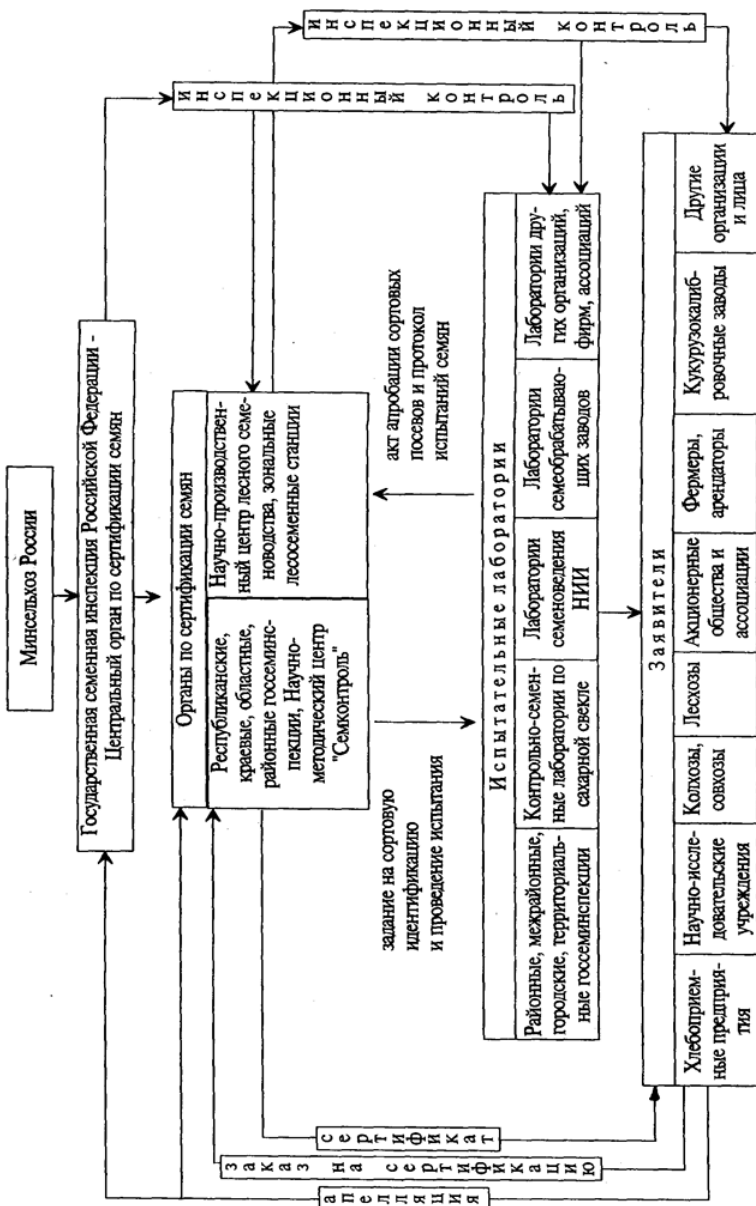 Минсельхоз России
Государственная семенная инспекция Российской Федерации -
Центральный орган по сертификации семян
инспекционный контроль
инспекционный контроль
Органы по сертификации семян
Республиканские,
краевые, областные,
районные госсеминс-
пекции, Научно-
методический центр
"Семконтроль"
Научно-производствен-
ный центр лесного семе-
новодства, зональные
лесосеменные станции
задание на сортовую
идентификацию
и проведение испытания
акт апробации сортовых
посевов и протокол
испытаний семян
Испытательные лаборатории
Районные, межрайонные,
городские, территориаль-
ные госсеминспекции
Контрольно-семен-
ные лаборатории по
сахарной свекле
Лаборатории
семеноведения
НИИ
Лаборатории
семеобрабатываю-
щих заводов
Лаборатории дру-
гих организаций,
фирм, ассоциаций
сертификат
заказ на сертификацию
апелляция
Заявители
Хлебоприем-
ные предприя-
тия
Научно-иссле-
довательские
учреждения
Колхозы,
совхозы
Лесхозы
Акционерные
общества и
ассоциации
Фермеры,
арендаторы
Кукурузокалиб-
ровочные заводы
Другие
организации
и лица